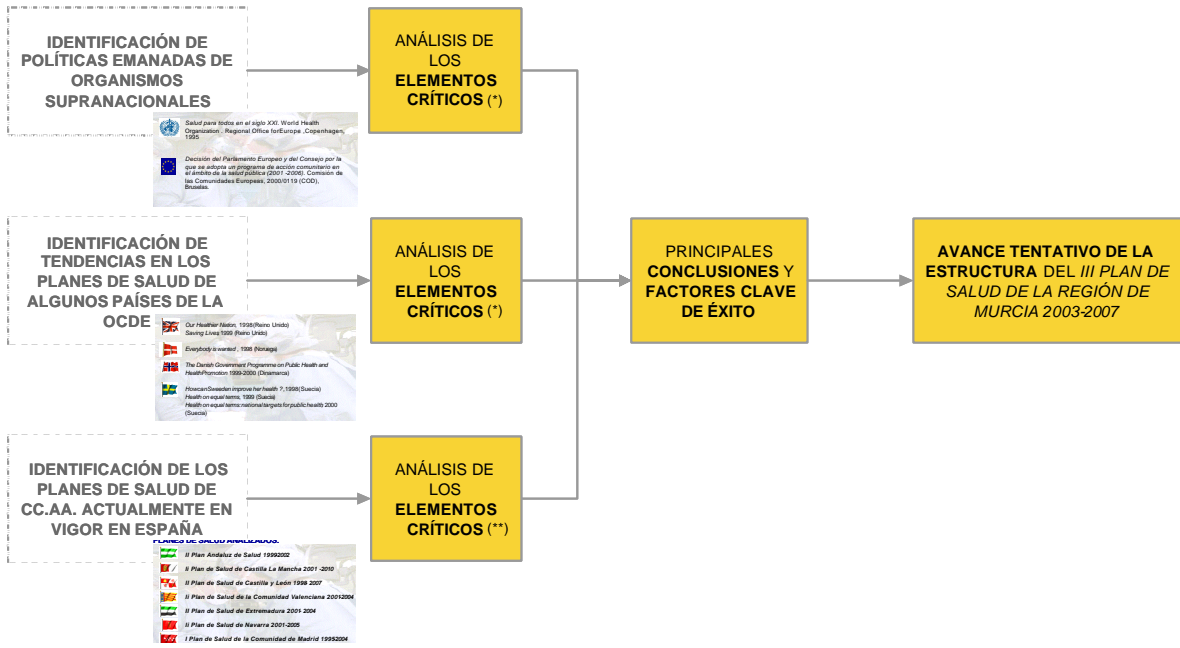 IDENTIFICACIÓN DE
POLÍTICAS EMANADAS DE
ORGANISMOS
SUPRANACIONALES
ANÁLISIS DE
LOS
ELEMENTOS
CRÍTICOS (*)
Salud para todos en el siglo XXI. World Health
Organization . Regional Office forEurope ,Copenhagen,
1995
Decisión del Parlamento Europeo y del Consejo por la
que se adopta un programa de acción comunitario en
el ámbito de la salud pública (2001 -2006). Comisión de
las Comunidades Europeas, 2000/0119 (COD),
Bruselas.
IDENTIFICACIÓN DE
TENDENCIAS EN LOS
PLANES DE SALUD DE
ALGUNOS PAÍSES DE LA
OCDE
ANÁLISIS DE
LOS
ELEMENTOS
CRÍTICOS (*)
PRINCIPALES
CONCLUSIONES Y
FACTORES CLAVE
DE ÉXITO
AVANCE TENTATIVO DE LA
ESTRUCTURA DEL III PLAN DE
SALUD DE LA REGIÓN DE
MURCIA 2003-2007
Our Healthier Nation, 1998(Reino Unido)
Saving Lives 1999 (Reino Unido)
Everybody is wanted , 1998 (Noruega)
The Danish Government Programme on Public Health and
HealthPromotion 1999-2000 (Dinamarca)
HowcanSweeden improve her health ?,1998(Suecia)
Health on equal terms, 1999 (Suecia)
Health on equal terms:national targets for public health, 2000
(Suecia)
IDENTIFICACIÓN DE LOS
PLANES DE SALUD DE
CC.AA. ACTUALMENTE EN
VIGOR EN ESPAÑA
ANÁLISIS DE
LOS
ELEMENTOS
CRÍTICOS (**)
PLANES DE SALUD ANALIZADOS:
II Plan Andaluz de Salud 19992002
Ii Plan de Salud de Castilla La Mancha 2001 -2010
II Plan de Salud de Castilla y León 1998-2007
Ii Plan de Salud de la Comunidad Valenciana 20012004
II Plan de Salud de Extremadura 2001-2004
Ii Plan de Salud de Navarra 2001-2005
I Plan de Salud de la Comunidad de Madrid 19952004